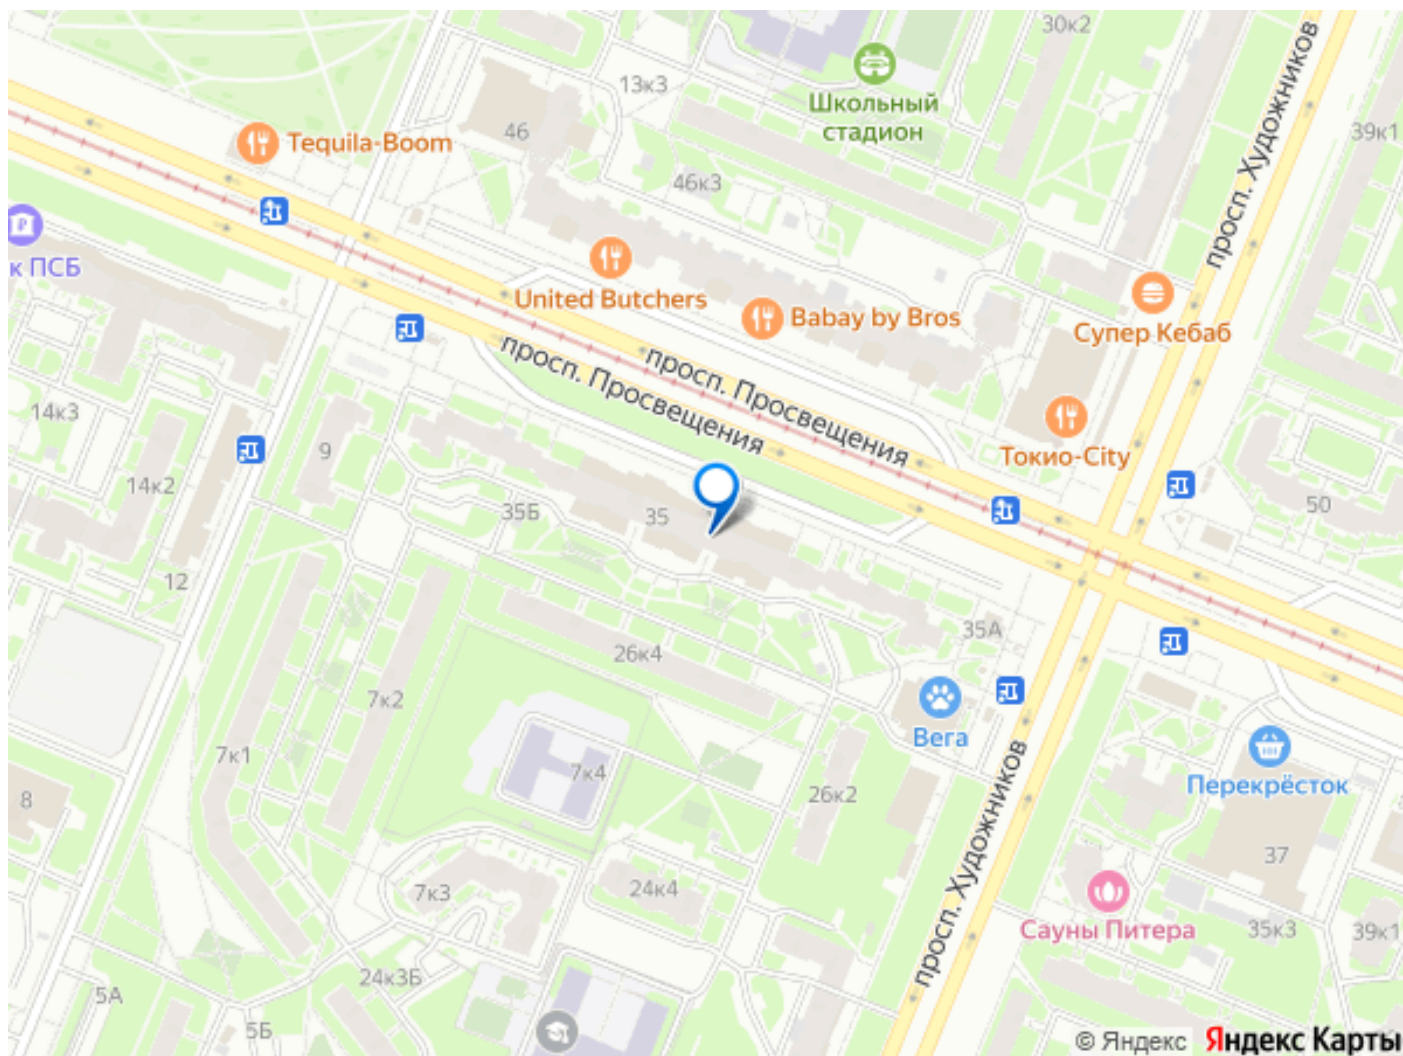 30к2
просп. Художников
13к3
Школьный
стадион
39к1
Tequila-Boom
46
46к3
к ПСБ
United Butchers
Babay by Bros
Супер Кебаб
просп. Просвещения
просп. Просвещения
14к3
9
Токио-City
14к2
35Б
35
50
12
35А
26к4
7к2
Вега
7к1
7к4
26к2
Перекрёсток
8
просп. Художников
37
7к3
24к4
Сауны Питера
35к3
39к1
24к3Б
5А
5Б
© Яндекс Яндекс Карты